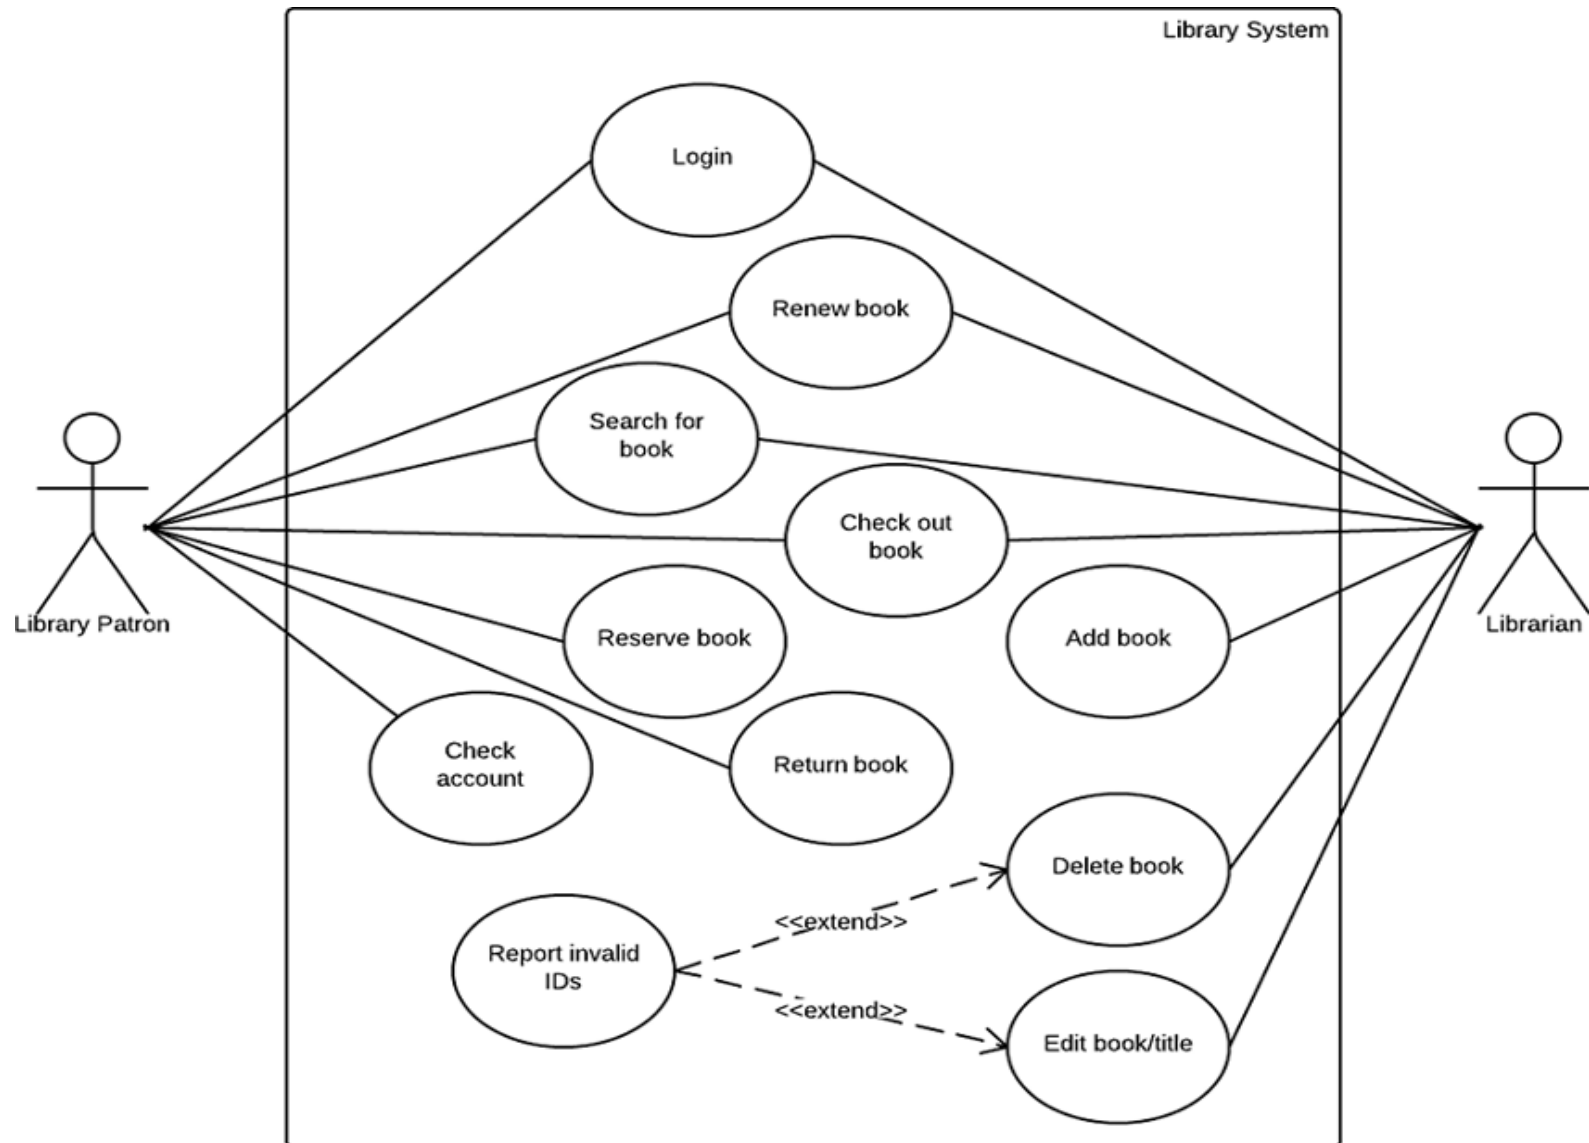 Library System
Login
Renew book
Search for
book
Check out
book
Library Patron
Reserve book
Add book
Librarian
Check
account
Return book
Delete book
<<extend>>
Report invalid
IDs
<<extend>>
Edit book/title